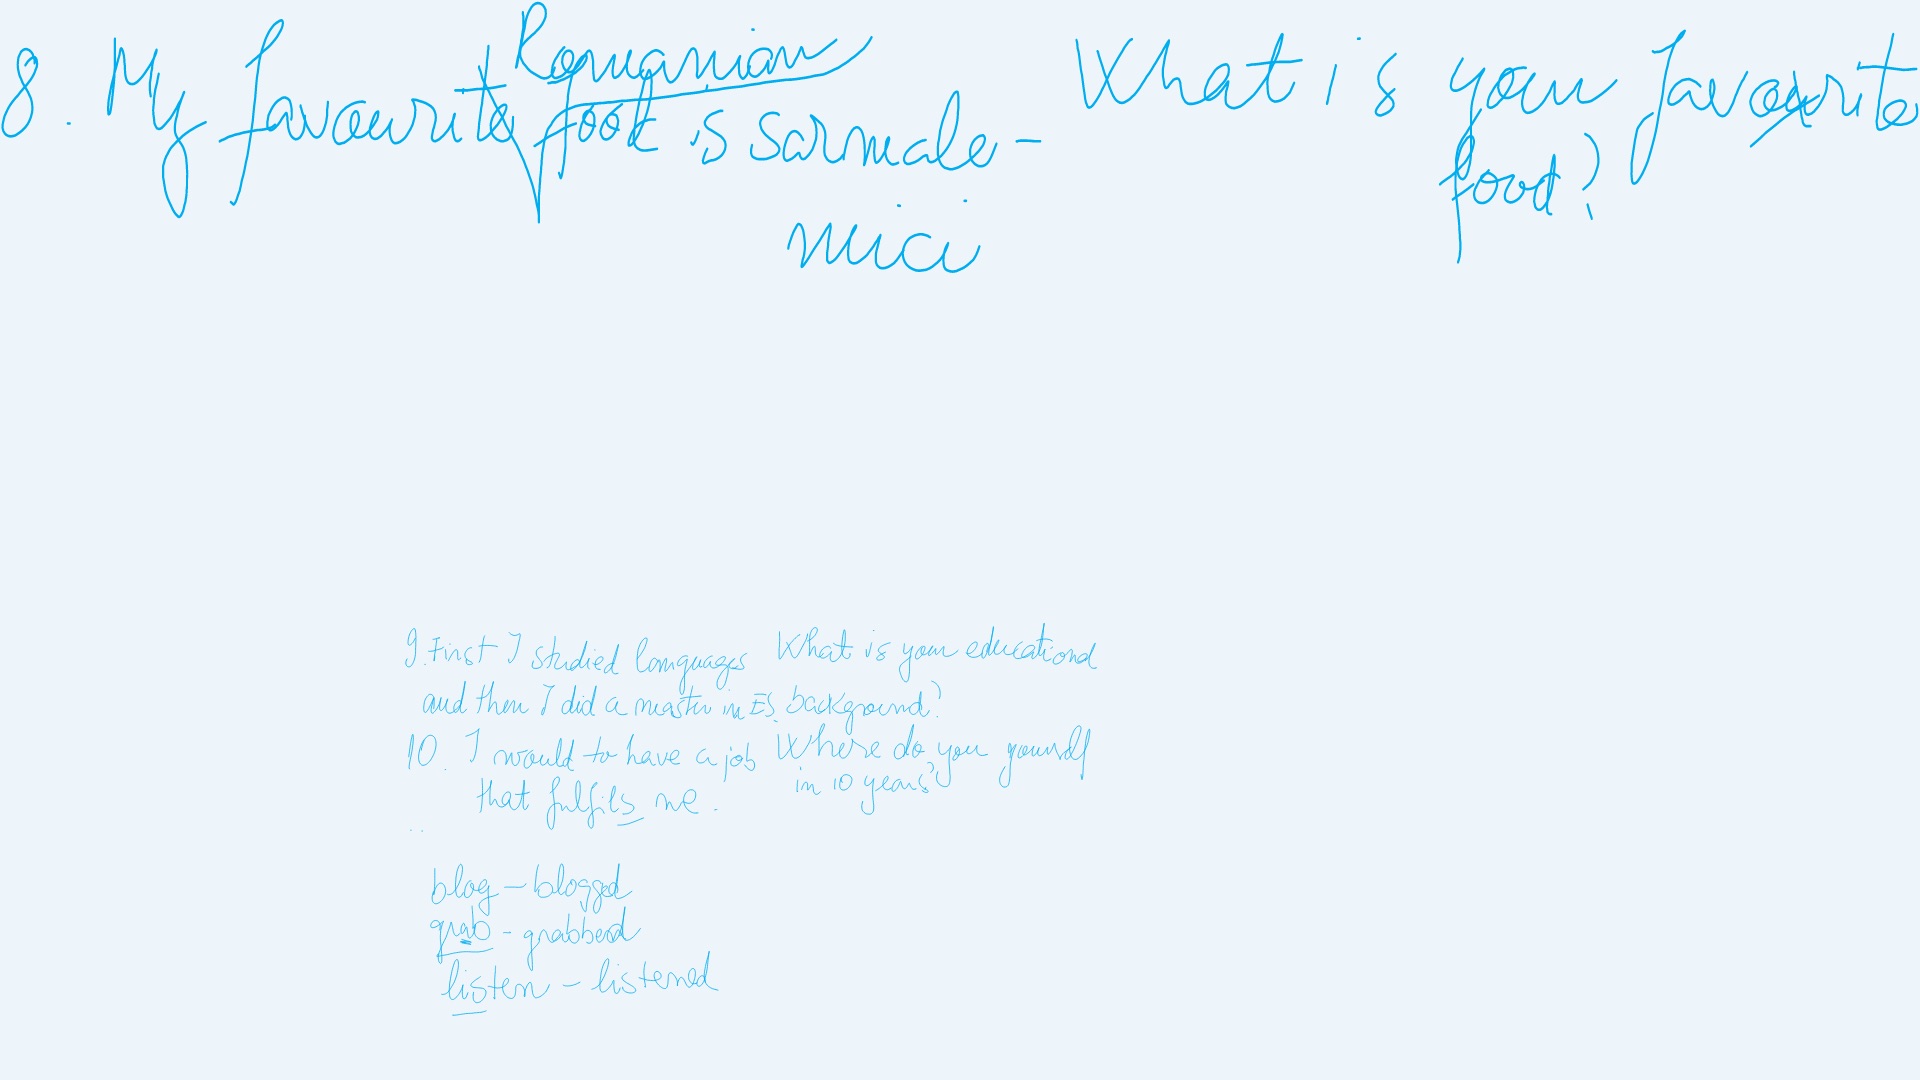 8. My favourite Romanian food is sarmale -
mici
What is your favourite
food?
9. First I studied languages
and then I did a master in ES.
What is your educational
background?
10. I would to have a job
that fulfils me.
Where do you yourself
in 10 years?
blog - blogged
grab - grabbed
listen - listened